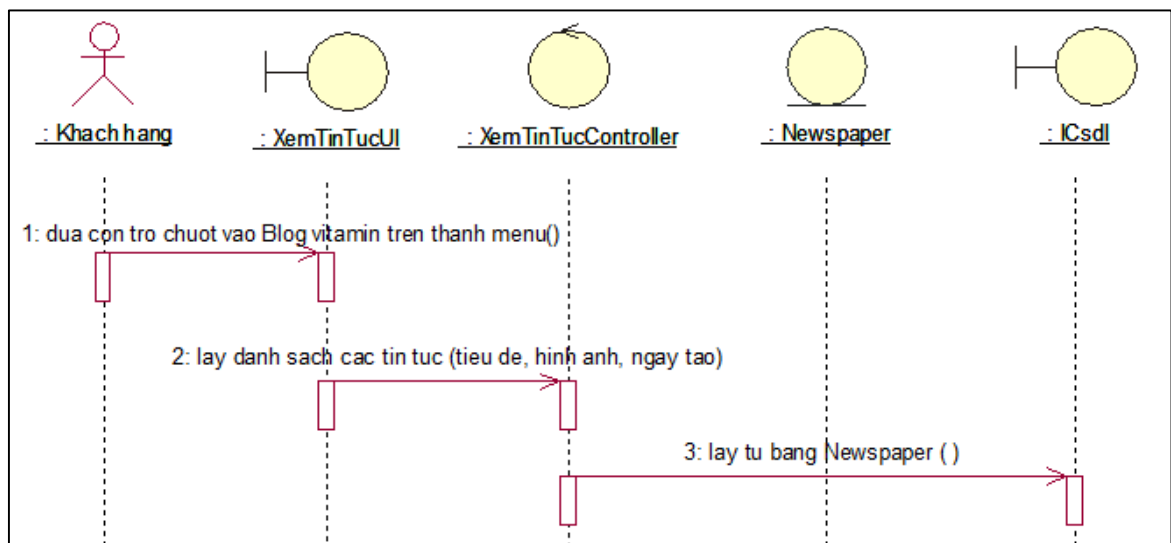 : Khach hang
: XemTinTucUI
: XemTinTucController
: Newspaper
: ICsdl
1: dua con tro chuot vao Blog vitamin tren thanh menu()
2: lay danh sach cac tin tuc (tieu de, hinh anh, ngay tao)
3: lay tu bang Newspaper ( )